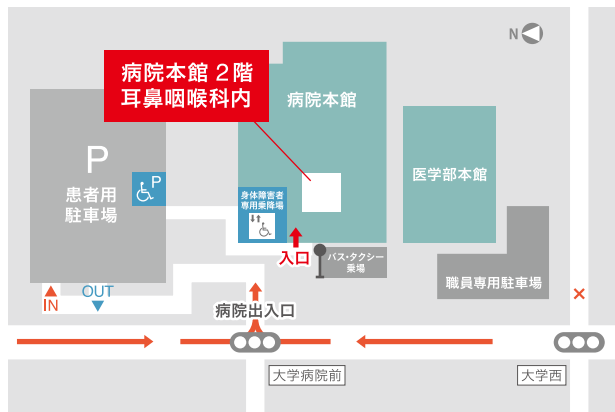 N
病院本館 2階
耳鼻咽喉科内
病院本館
P
患者用
駐車場
P
医学部本館
身体障害者
専用乗降場
入口
バス・タクシー
乗場
職員専用駐車場
IN
OUT
病院出入口
大学病院前
大学西